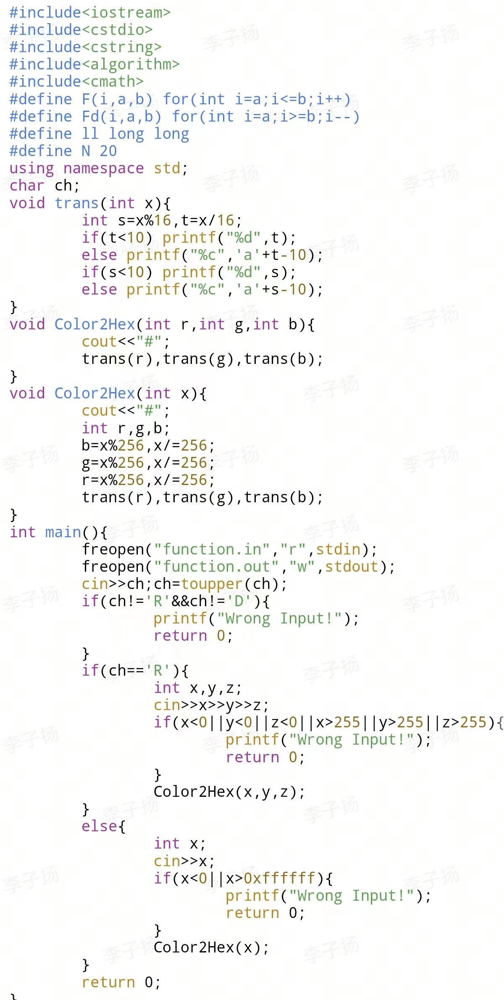 #include<iostream>
#include<cstdio>
#include<cstring>
#include<algorithm>
#include<cmath>
#define F(i,a,b) for(int i=a;i<=b;i++)
#define Fd(i,a,b) for(int i=a;i>=b;i--)
#define ll long long
#define N 20
using namespace std;
char ch;
void trans(int x){
        int s=x%16,t=x/16;
        if(t<10) printf("%d",t);
        else printf("%c",'a'+t-10);
        if(s<10) printf("%d",s);
        else printf("%c",'a'+s-10);
}
void Color2Hex(int r,int g,int b){
        cout<<"#";
        trans(r),trans(g),trans(b);
}
void Color2Hex(int x){
        cout<<"#";
        int r,g,b;
        b=x%256,x/=256;
        g=x%256,x/=256;
        r=x%256,x/=256;
        trans(r),trans(g),trans(b);
}
int main(){
        freopen("function.in","r",stdin);
        freopen("function.out","w",stdout);
        cin>>ch;ch=toupper(ch);
        if(ch!='R'&&ch!='D'){
                printf("Wrong Input!");
                return 0;
        }
        if(ch=='R'){
                int x,y,z;
                cin>>x>>y>>z;
                if(x<0||y<0||z<0||x>255||y>255||z>255){
                        printf("Wrong Input!");
                        return 0;
                }
                Color2Hex(x,y,z);
        }
        else{
                int x;
                cin>>x;
                if(x<0||x>0xffffff){
                        printf("Wrong Input!");
                        return 0;
                }
                Color2Hex(x);
        }
        return 0;
}
李子扬